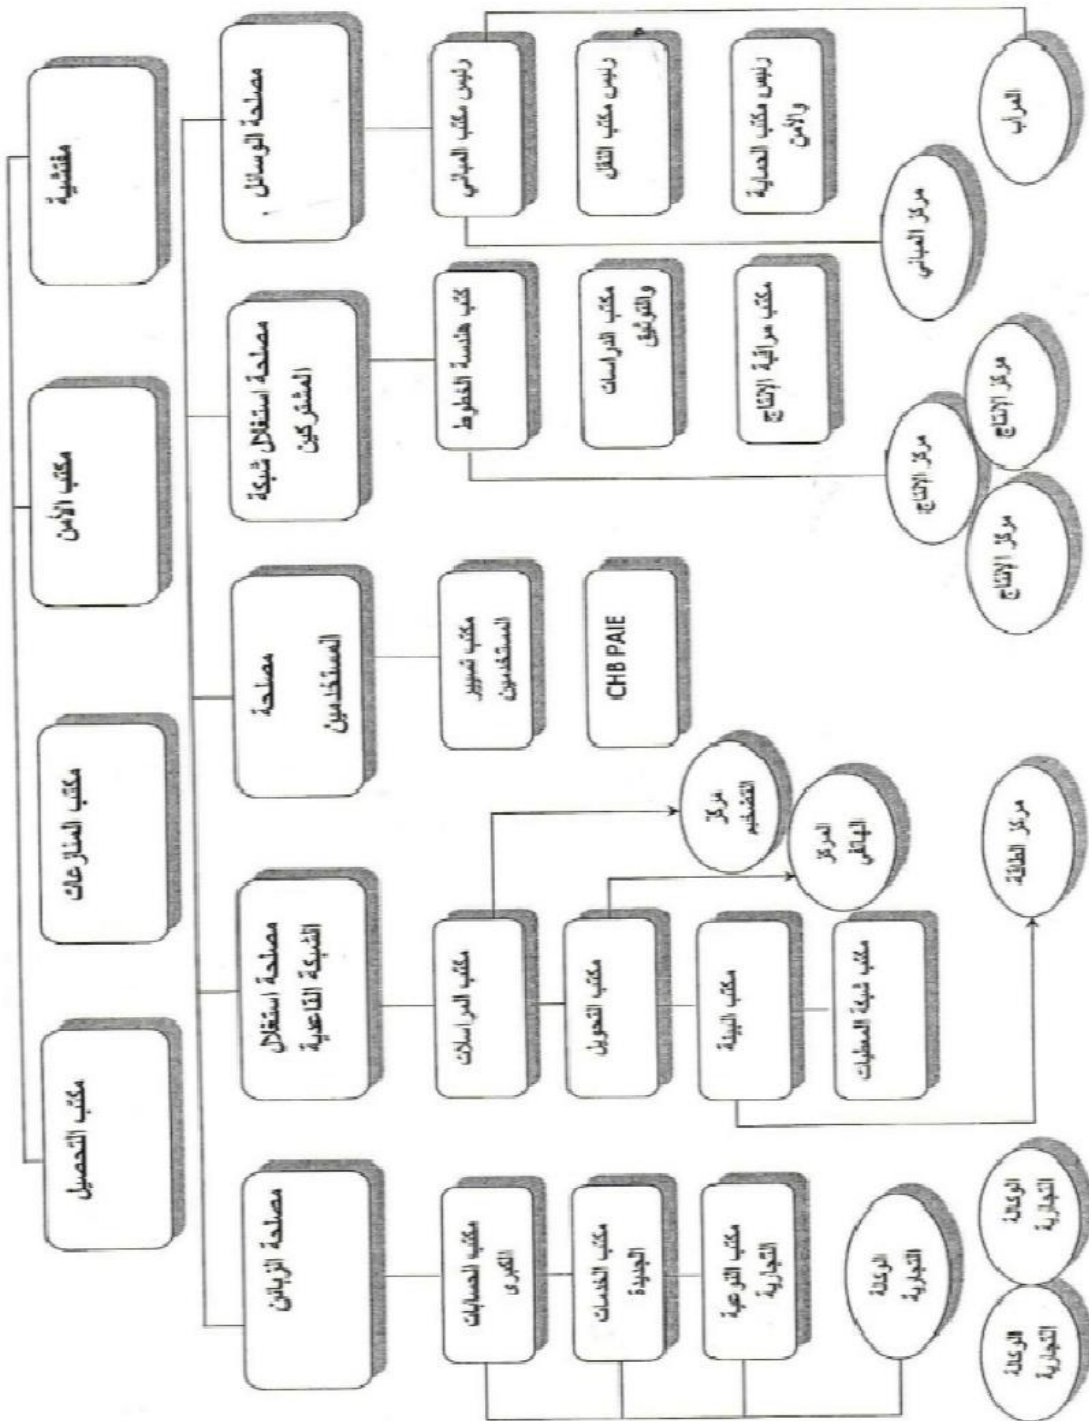 مفتشية
مكتب الأمن
مكتب المنازعات
مكتب التحصيل
مصلحة الوسائل
مصلحة استغلال شبكة
المشتركين
مصلحة
المستخدمين
مصلحة استغلال
الشبكة القاعدية
مصلحة الزبائن
رئيس مكتب المباني
كتب هندسة الخطوط
مكتب تسيير
المستخدمين
مكتب المراسلات
مكتب للحسابات
الكبرى
رئيس مكتب النقل
مكتب الدراسات
والتوثيق
CHB PAIE
مكتب التحويل
مكتب الخدمات
الجديدة
رئيس مكتب الحماية
والأمن
مكتب مراقبة الإنتاج
مركز
التضخيم
مكتب البيئة
مكتب التوعية
التجارية
المركز
الهاتفي
مركز المباني
مركز الإنتاج
مكتب شبكة المعطيات
الوكالة
التجارية
المرآب
مركز الإنتاج
مركز الإنتاج
مركز الطاقة
الوكالة
التجارية
الوكالة
التجارية